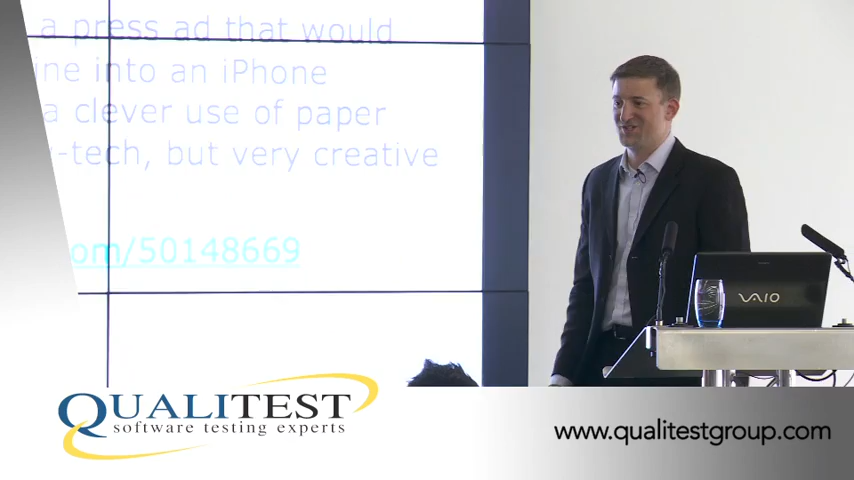 a press ad that would
ine into an iPhone
a clever use of paper
-tech, but very creative
om/50148669
VAIO
QUALITEST
software testing experts
www.qualitestgroup.com